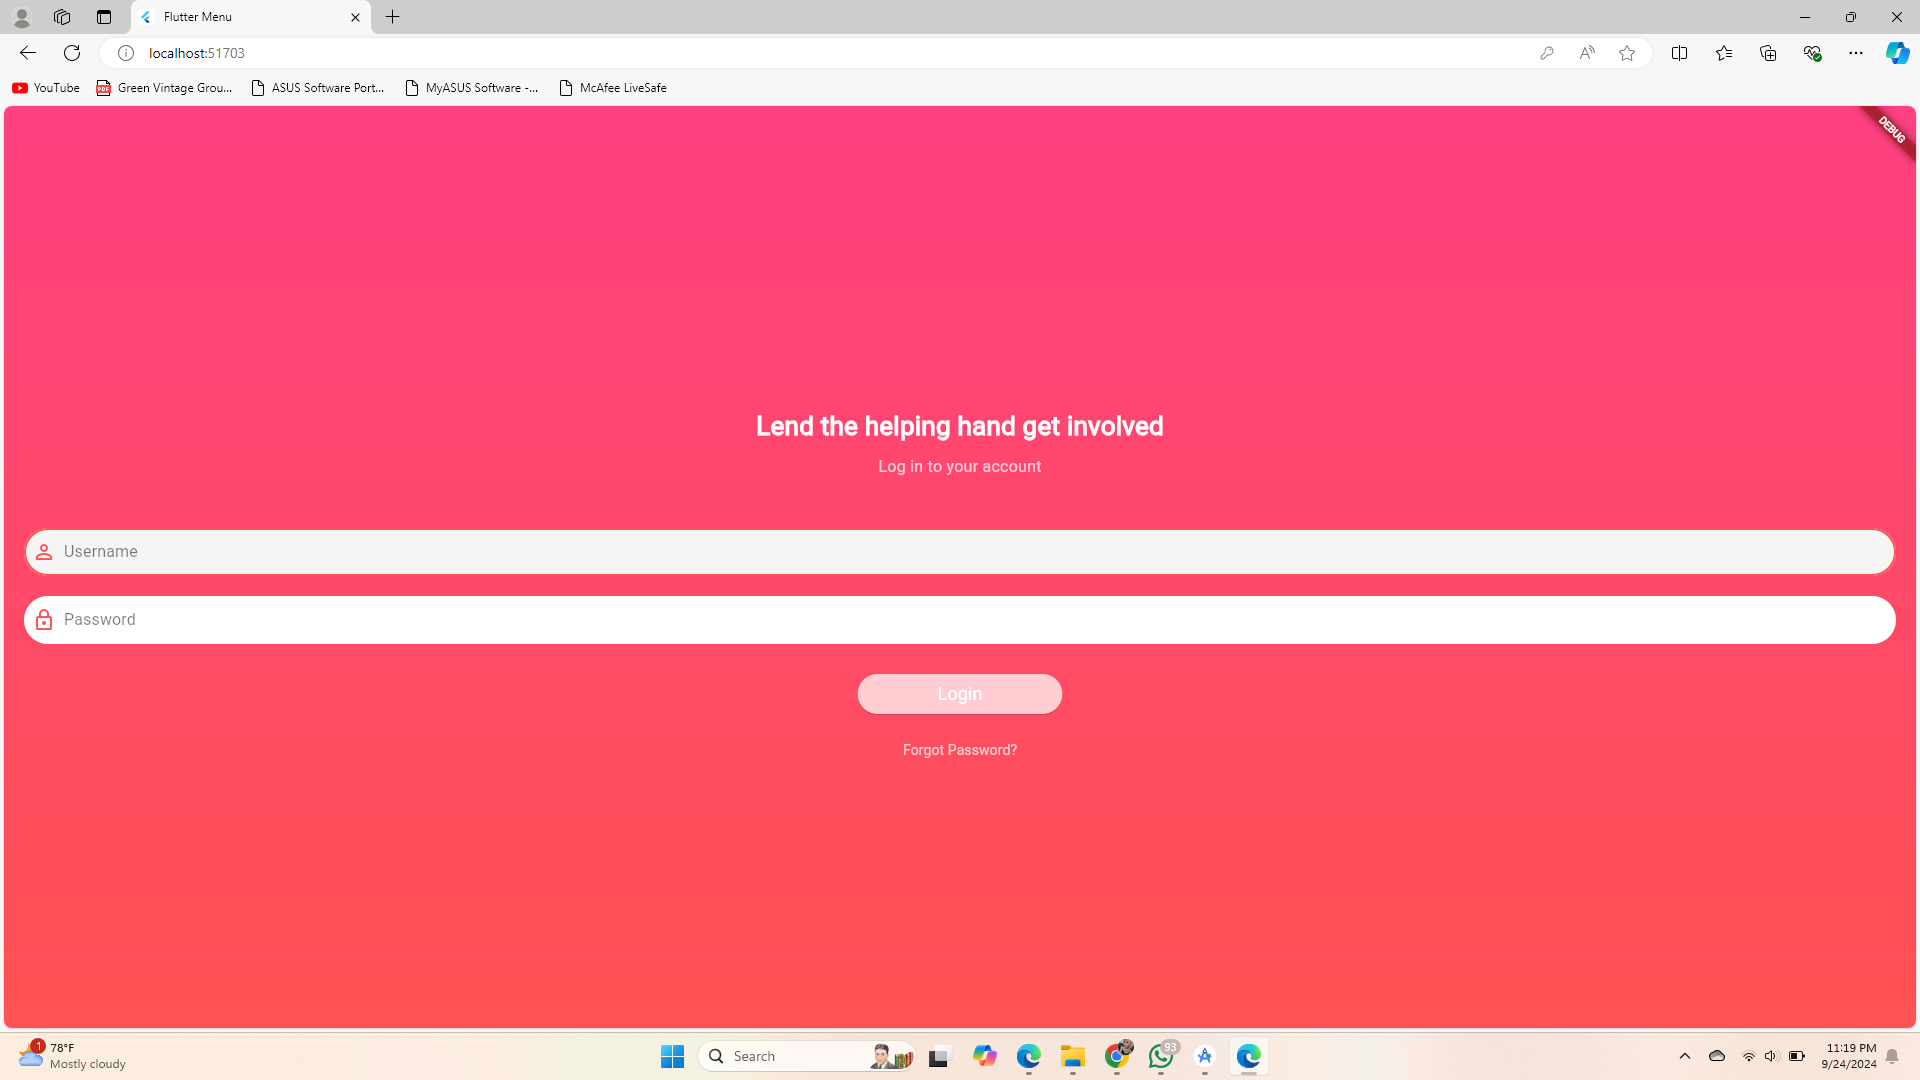 Flutter Menu
localhost:51703
YouTube
PDF
Green Vintage Grou...
ASUS Software Port...
MyASUS Software -...
McAfee LiveSafe
DEBUG
Lend the helping hand get involved
Log in to your account
Username
Password
Login
Forgot Password?
1
78°F
Mostly cloudy
Search
93
11:19 PM
9/24/2024